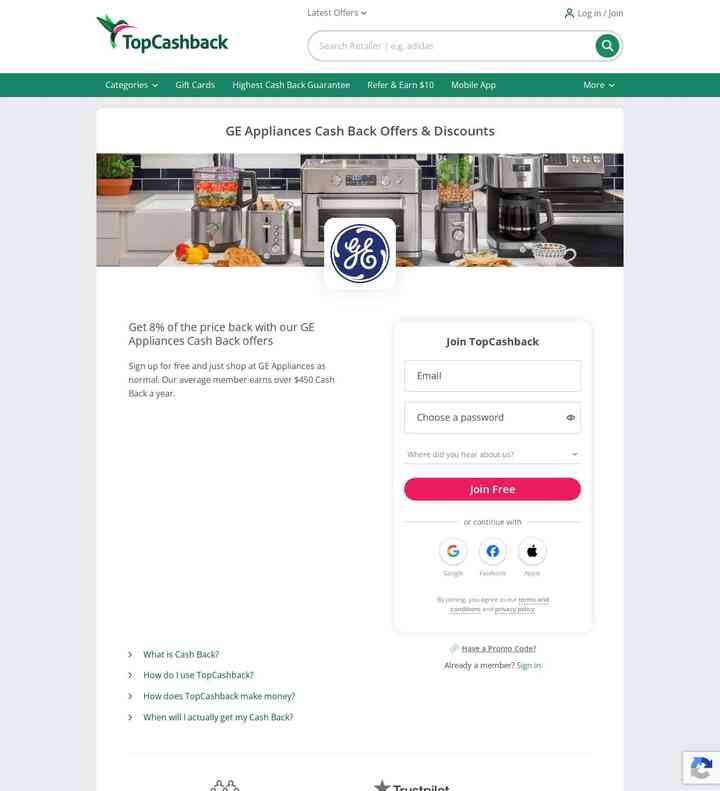 Latest Offers
Log in / Join
TopCashback
Search Retailer | e.g. adidas
Categories
Gift Cards
Highest Cash Back Guarantee
Refer & Earn $10
Mobile App
More
GE Appliances Cash Back Offers & Discounts
GE
Get 8% of the price back with our GE
Appliances Cash Back offers
Sign up for free and just shop at GE Appliances as
normal. Our average member earns over $450 Cash
Back a year.
Join TopCashback
Email
Choose a password
Where did you hear about us?
Join Free
or continue with
Google
Facebook
Apple
By joining, you agree to our terms and
conditions and privacy policy
Have a Promo Code?
Already a member? Sign In
What is Cash Back?
How do I use TopCashback?
How does TopCashback make money?
When will I actually get my Cash Back?
Trustpilot